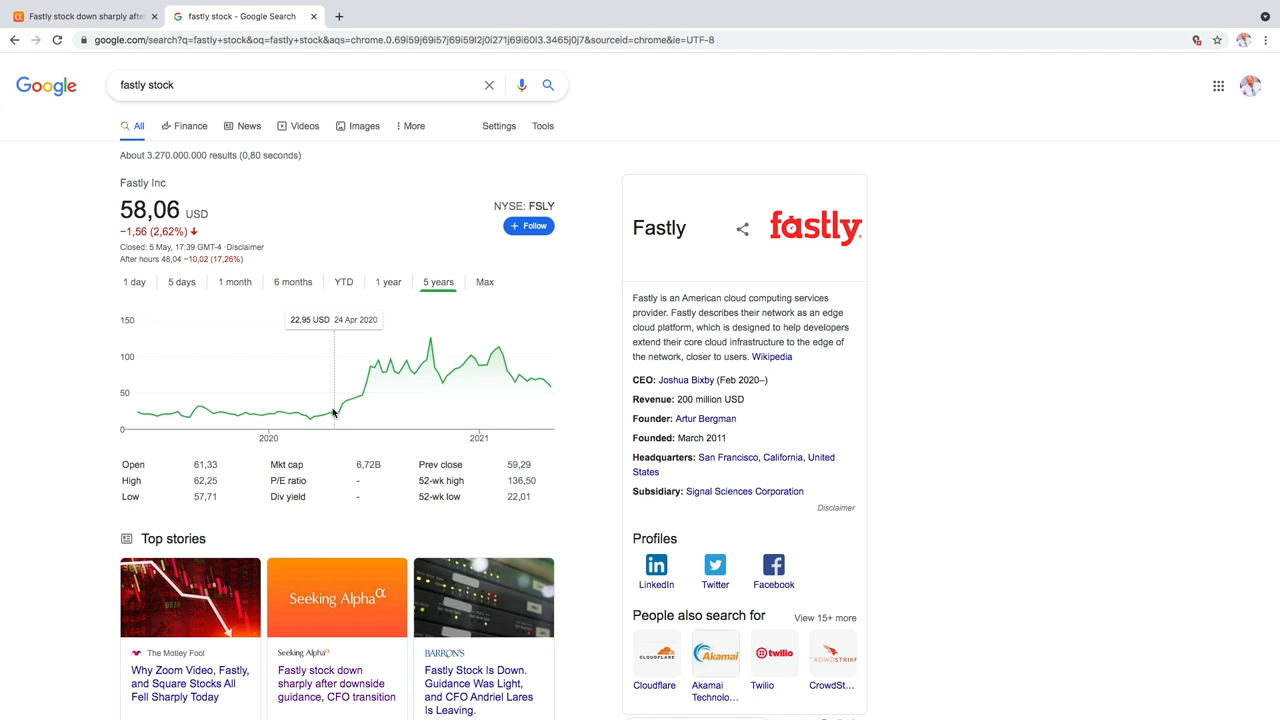 Fastly stock down sharply after
fastly stock - Google Search
google.com/search?q=fastly+stock&oq=fastly+stock&aqs=chrome.0.69i59j69i57j69i59l2j0i271j69i60l3.3465j0j7&sourceid=chrome&ie=UTF-8
Google
fastly stock
All
Finance
News
Videos
Images
More
Settings
Tools
About 3.270.000.000 results (0,80 seconds)
Fastly Inc
58,06 USD
NYSE: FSLY
−1,56 (2,62%)
+ Follow
Closed: 5 May, 17:39 GMT-4 · Disclaimer
After hours 48,04 −10,02 (17,26%)
1 day
5 days
1 month
6 months
YTD
1 year
5 years
Max
22,95 USD 24 Apr 2020
150
100
50
0
2020
2021
Open 61,33
Mkt cap 6,72B
Prev close 59,29
High 62,25
P/E ratio -
52-wk high 136,50
Low 57,71
Div yield -
52-wk low 22,01
Top stories
Seeking Alphaα
The Motley Fool
Why Zoom Video, Fastly,
and Square Stocks All
Fell Sharply Today
Seeking Alphaα
Fastly stock down
sharply after downside
guidance, CFO transition
BARRON'S
Fastly Stock Is Down.
Guidance Was Light,
and CFO Andriel Lares
Is Leaving.
Fastly
fastly
Fastly is an American cloud computing services
provider. Fastly describes their network as an edge
cloud platform, which is designed to help developers
extend their core cloud infrastructure to the edge of
the network, closer to users. Wikipedia
CEO: Joshua Bixby (Feb 2020–)
Revenue: 200 million USD
Founder: Artur Bergman
Founded: March 2011
Headquarters: San Francisco, California, United
States
Subsidiary: Signal Sciences Corporation
Disclaimer
Profiles
LinkedIn
Twitter
Facebook
People also search for
View 15+ more
CLOUDFLARE
Akamai
twilio
CROWDSTRIKE
Cloudflare
Akamai
Technolo...
Twilio
CrowdSt...